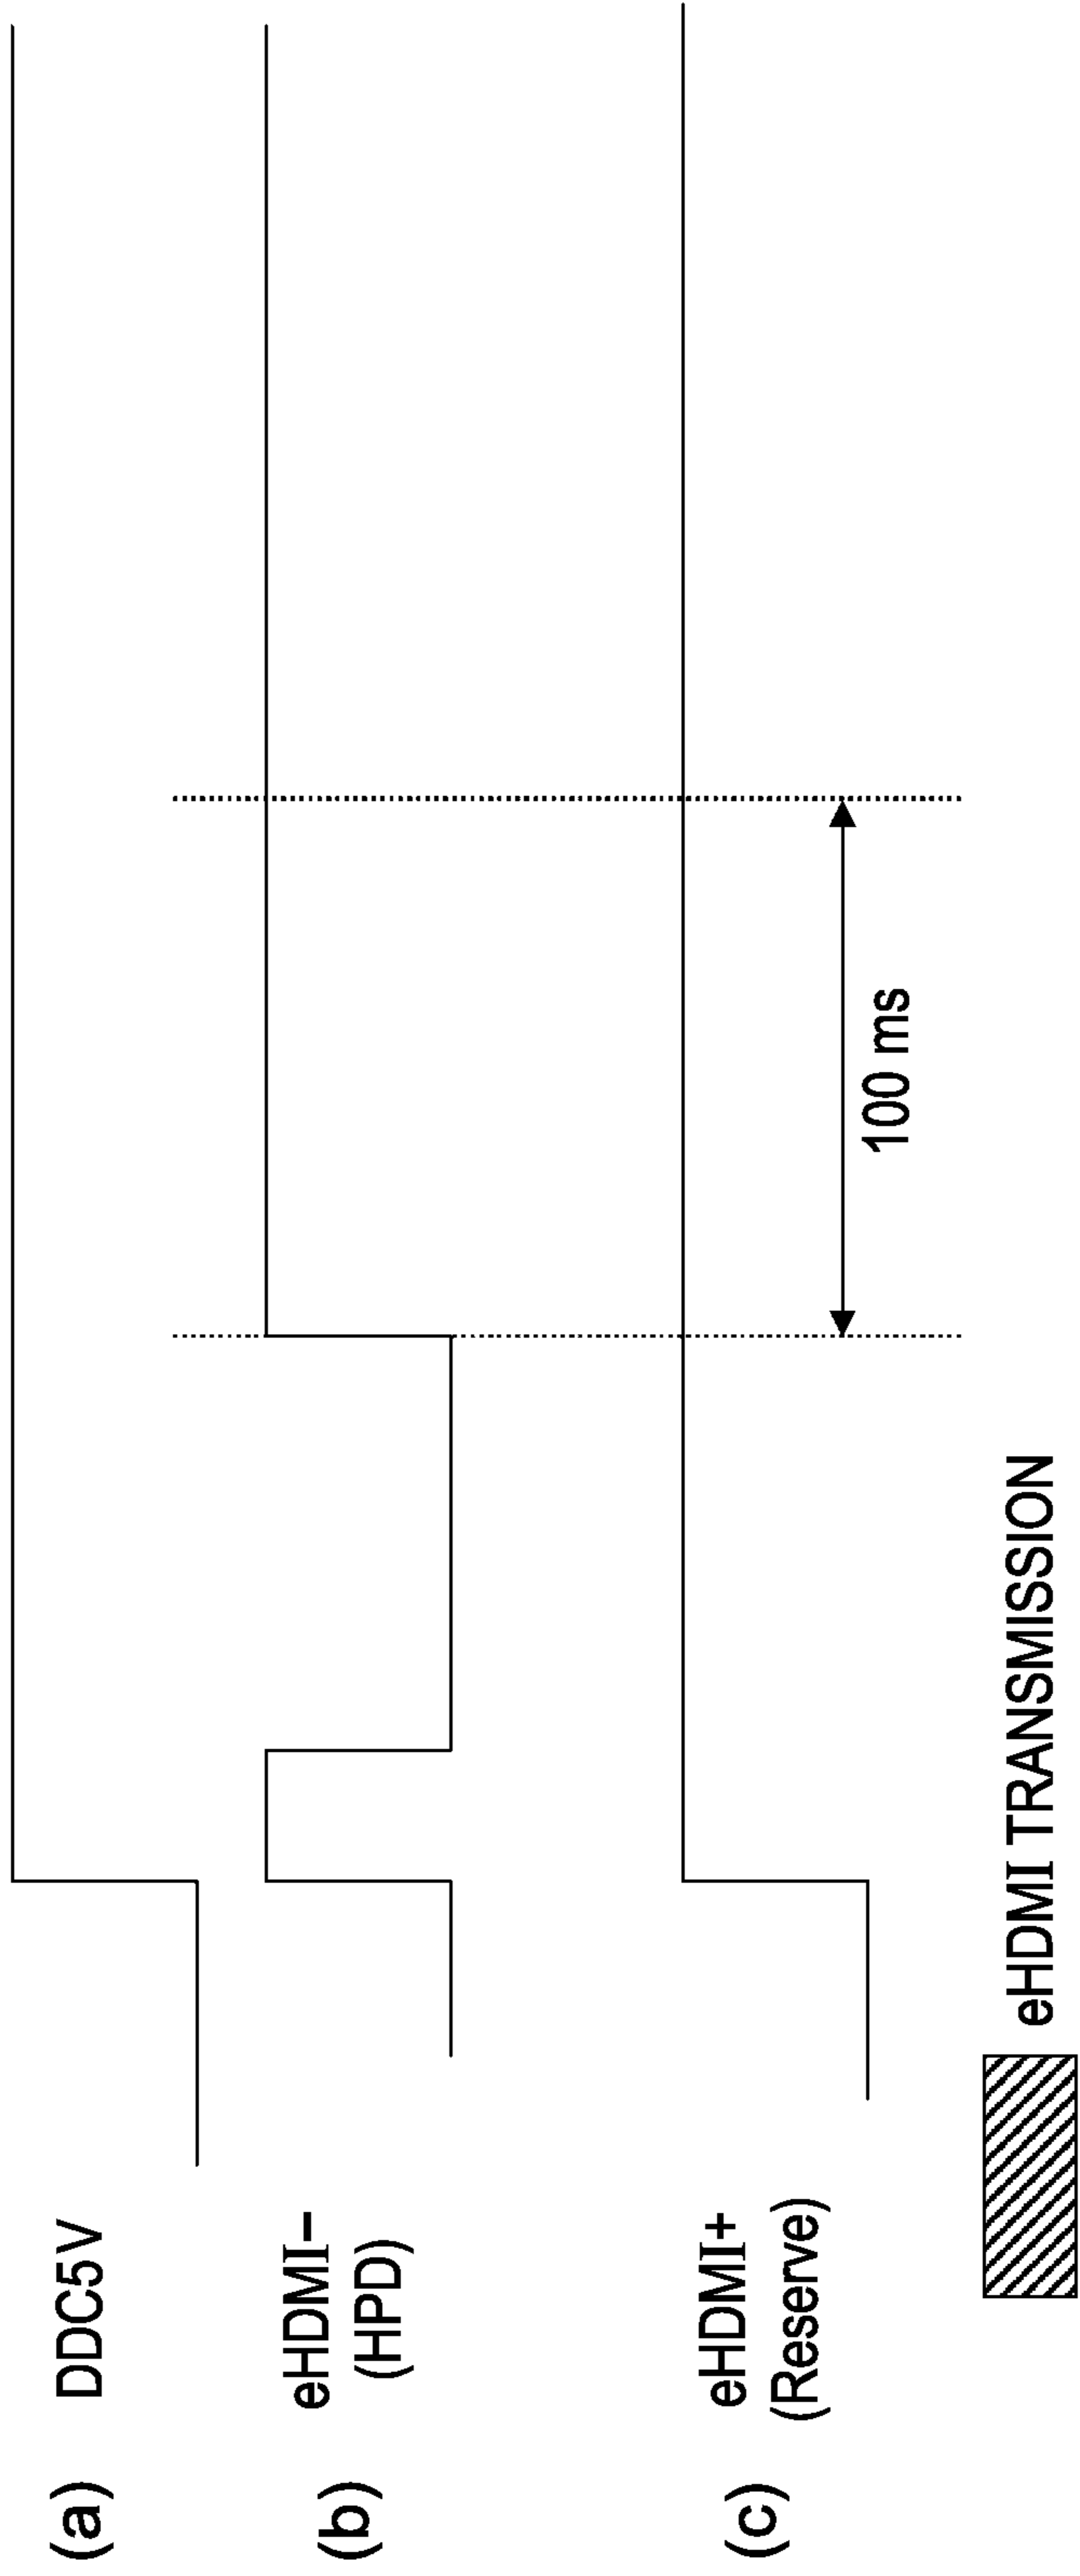 (a) DDC5V
(b) eHDMI−
(HPD)
(c) eHDMI+
(Reserve)
100 ms
eHDMI TRANSMISSION